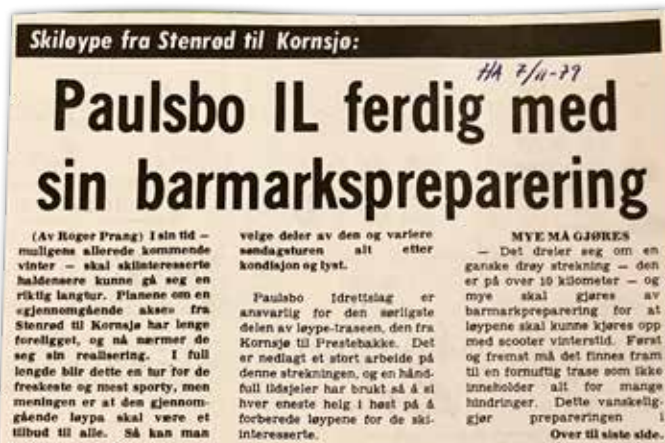 Skiløype fra Stenrød til Kornsjø:
HA 7/11-79
Paulsbo IL ferdig med
sin barmarkspreparering
(Av Roger Prang) I sin tid —
muligens allerede kommende
vinter — skal skiinteresserte
haldensere kunne gå seg en
riktig langtur. Planene om en
«gjennomgående akse» fra
Stenrød til Kornsjø har lenge
foreligget, og nå nærmer de
seg sin realisering. I full
lengde blir dette en tur for de
freskeste og mest sporty, men
meningen er at den gjennom-
gående løypa skal være et
tilbud til alle. Så kan man
velge deler av den og variere
søndagsturen alt etter
kondisjon og lyst.
Paulsbo Idrettslag er
ansvarlig for den sørligste
delen av løype-traseen, den fra
Kornsjø til Prestebakke. Det
er nedlagt et stort arbeide på
denne strekningen, og en hånd-
full ildsjeler har brukt så å si
hver eneste helg i høst på å
forberede løypene for de ski-
interesserte.
MYE MÅ GJØRES
— Det dreier seg om en
ganske drøy strekning — den
er på over 10 kilometer — og
mye skal gjøres av
barmarkpreparering for at
løypene skal kunne kjøres opp
med scooter vinterstid. Først
og fremst må det finnes fram
til en fornuftig trase som ikke
inneholder alt for mange
hindringer. Dette vanskelig-
gjør prepareringen
Over til siste side.